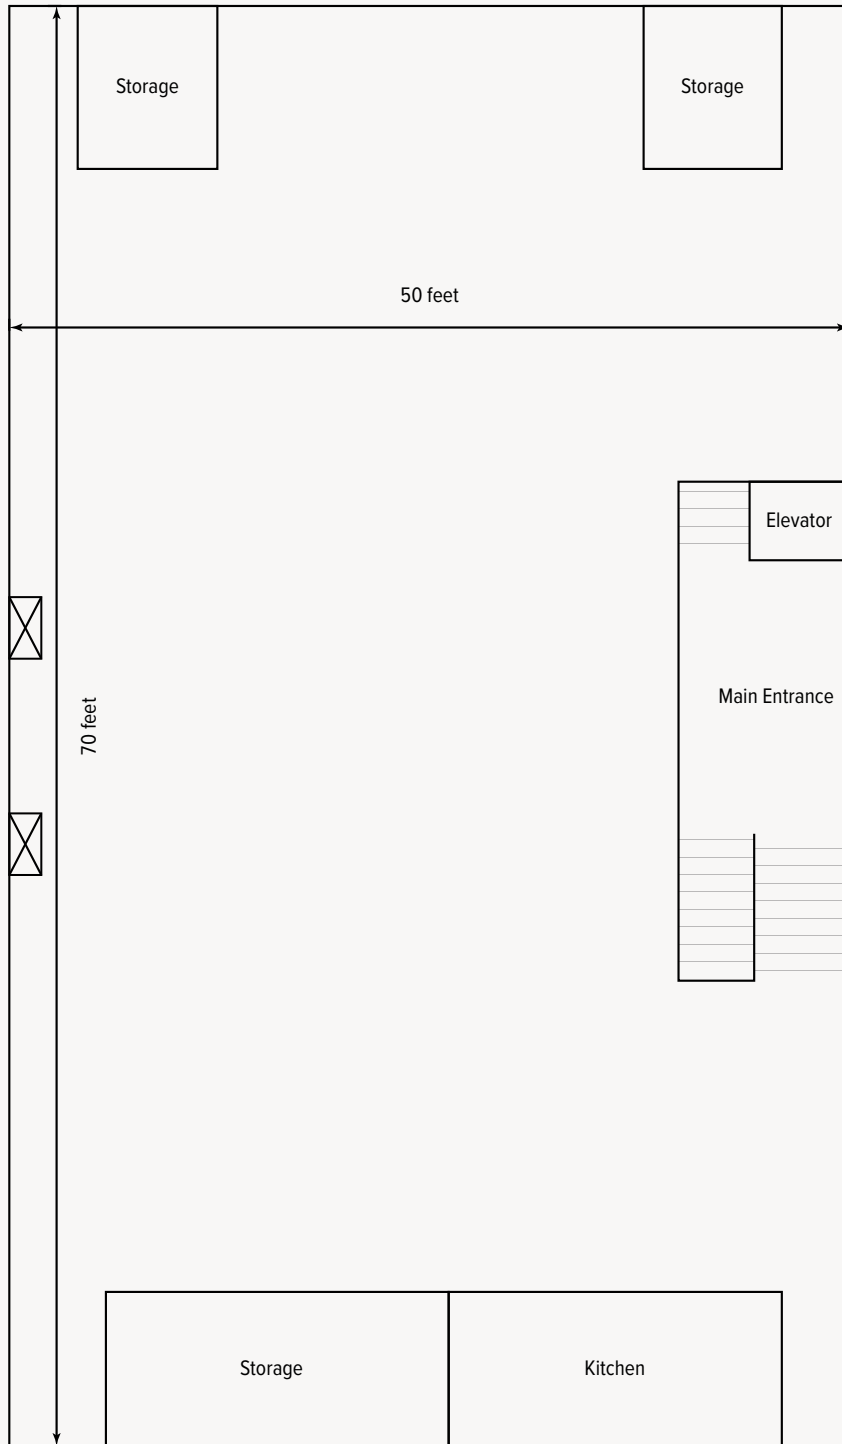 Storage
Storage
50 feet
Elevator
Main Entrance
70 feet
Storage
Kitchen